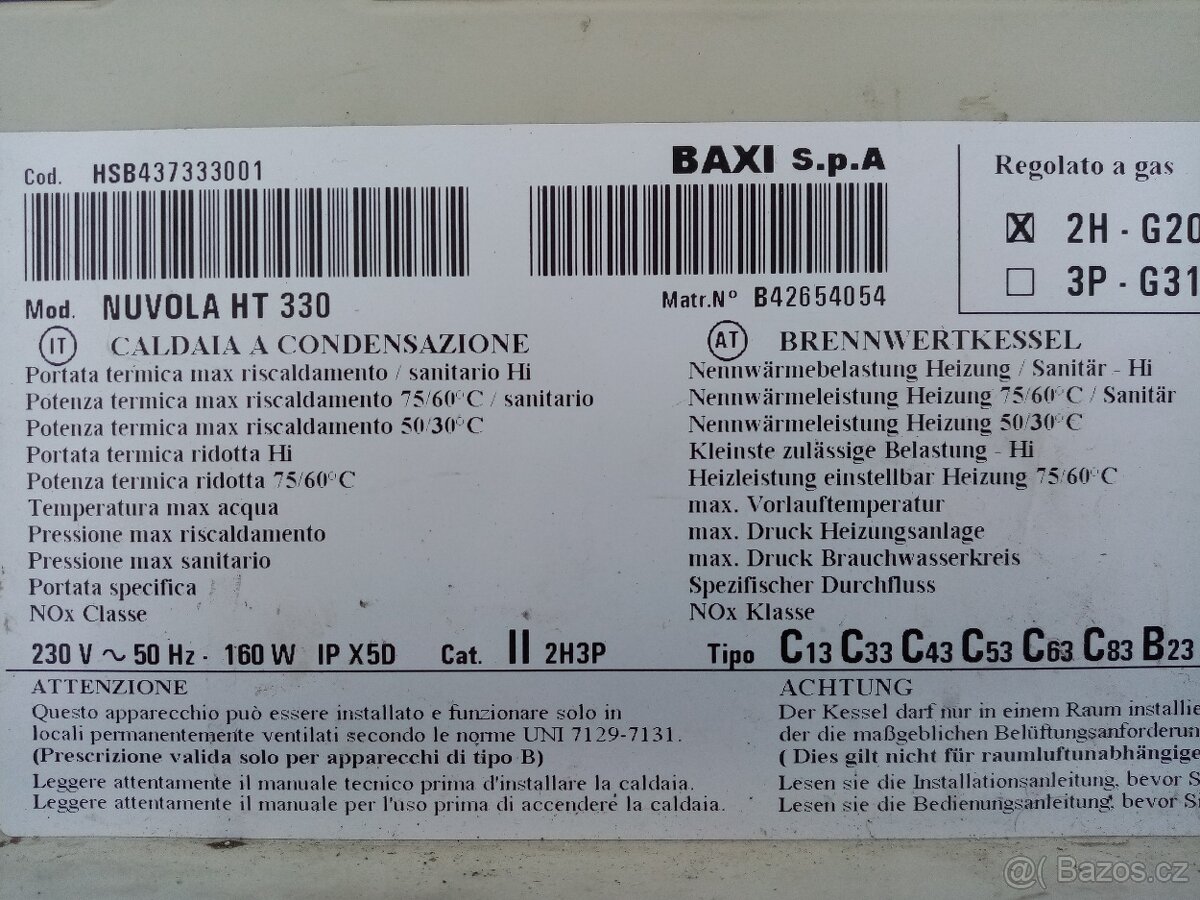 Cod. HSB437333001
BAXI S.p.A
Regolato a gas
2H - G20
3P - G31
Mod. NUVOLA HT 330
Matr.N° B42654054
IT CALDAIA A CONDENSAZIONE
Portata termica max riscaldamento / sanitario Hi
Potenza termica max riscaldamento 75/60°C / sanitario
Potenza termica max riscaldamento 50/30°C
Portata termica ridotta Hi
Potenza termica ridotta 75/60°C
Temperatura max acqua
Pressione max riscaldamento
Pressione max sanitario
Portata specifica
NOx Classe
AT BRENNWERTKESSEL
Nennwärmebelastung Heizung / Sanitär - Hi
Nennwärmeleistung Heizung 75/60°C / Sanitär
Nennwärmeleistung Heizung 50/30°C
Kleinste zulässige Belastung - Hi
Heizleistung einstellbar Heizung 75/60°C
max. Vorlauftemperatur
max. Druck Heizungsanlage
max. Druck Brauchwasserkreis
Spezifischer Durchfluss
NOx Klasse
230 V ~ 50 Hz - 160 W IP X5D Cat. II 2H3P Tipo C13 C33 C43 C53 C63 C83 B23
ATTENZIONE
Questo apparecchio può essere installato e funzionare solo in
locali permanentemente ventilati secondo le norme UNI 7129-7131.
(Prescrizione valida solo per apparecchi di tipo B)
Leggere attentamente il manuale tecnico prima d'installare la caldaia.
Leggere attentamente il manuale per l'uso prima di accendere la caldaia.
ACHTUNG
Der Kessel darf nur in einem Raum installie
der die maßgeblichen Belüftungsanforderun
( Dies gilt nicht für raumluftunabhängige
Lesen sie die Installationsanleitung, bevor S
Lesen sie die Bedienungsanleitung, bevor S
@( Bazos.cz